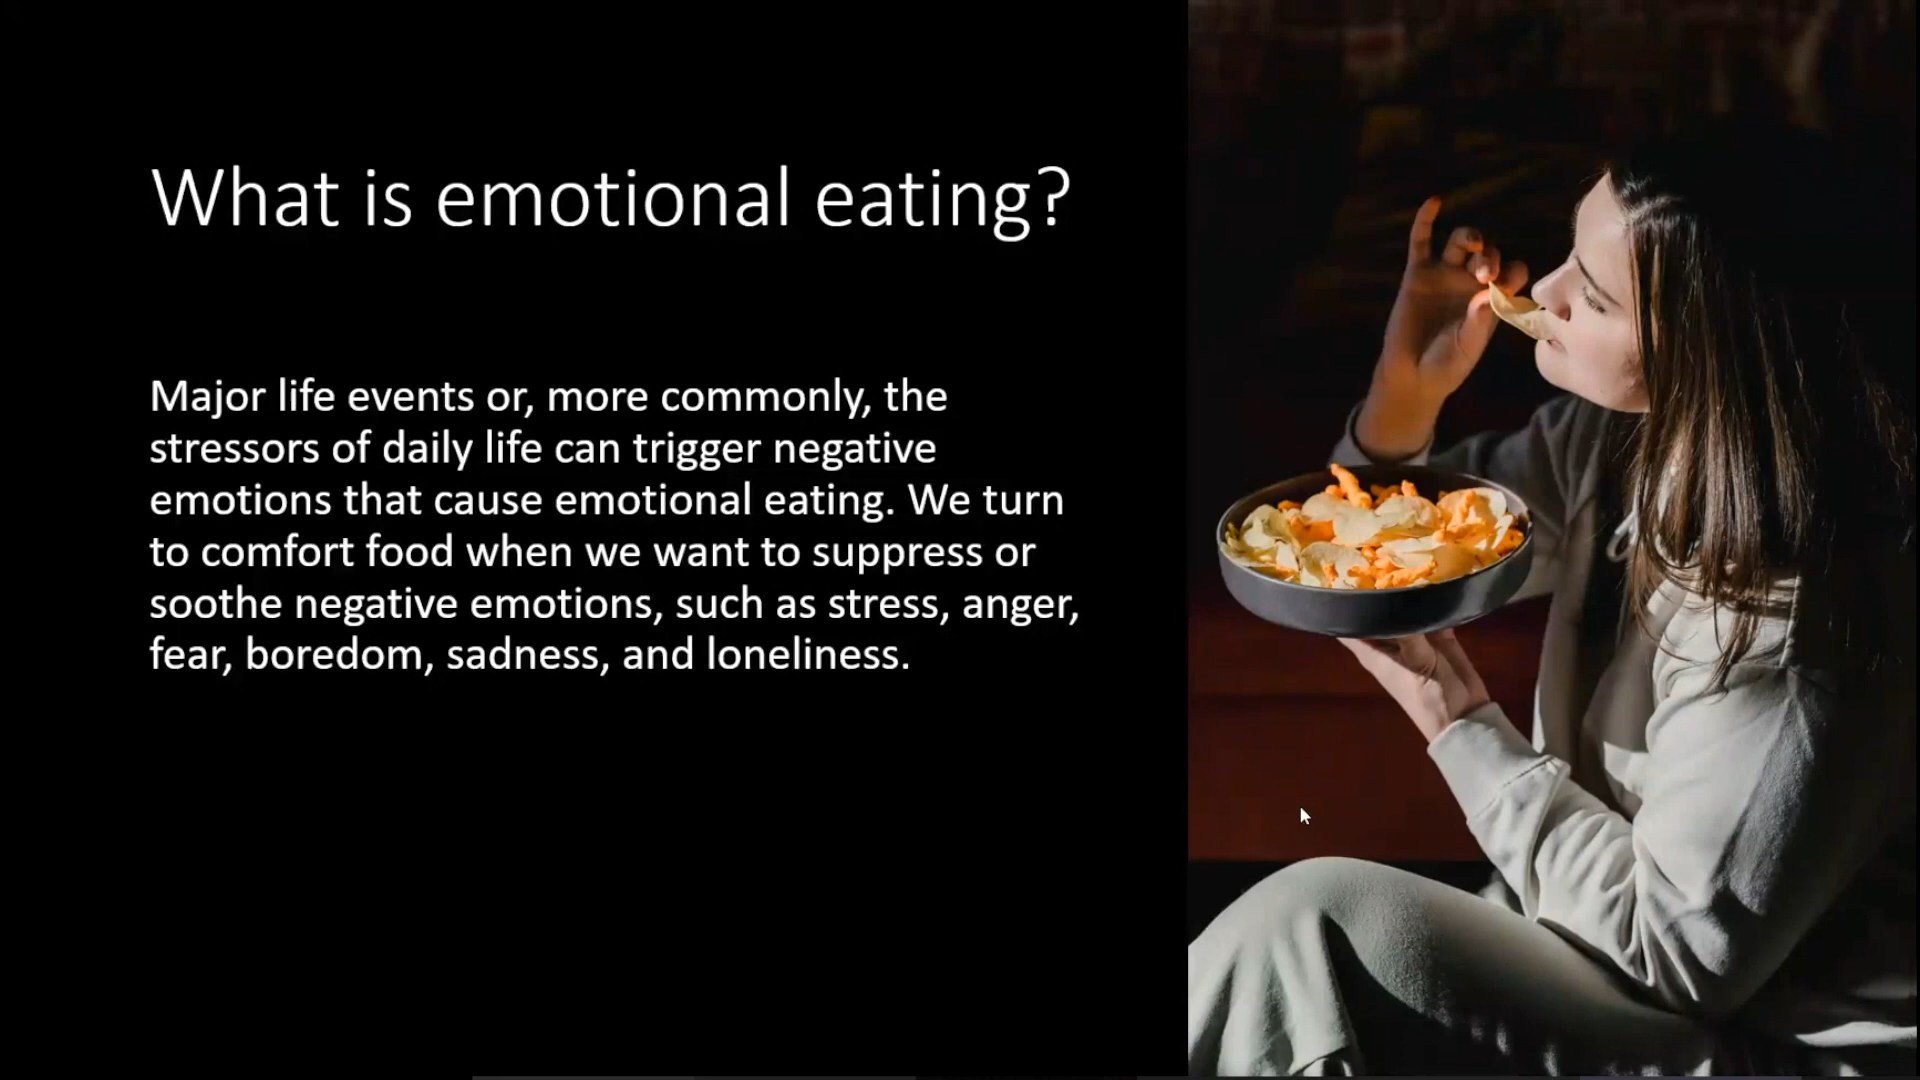 What is emotional eating?
Major life events or, more commonly, the
stressors of daily life can trigger negative
emotions that cause emotional eating. We turn
to comfort food when we want to suppress or
soothe negative emotions, such as stress, anger,
fear, boredom, sadness, and loneliness.